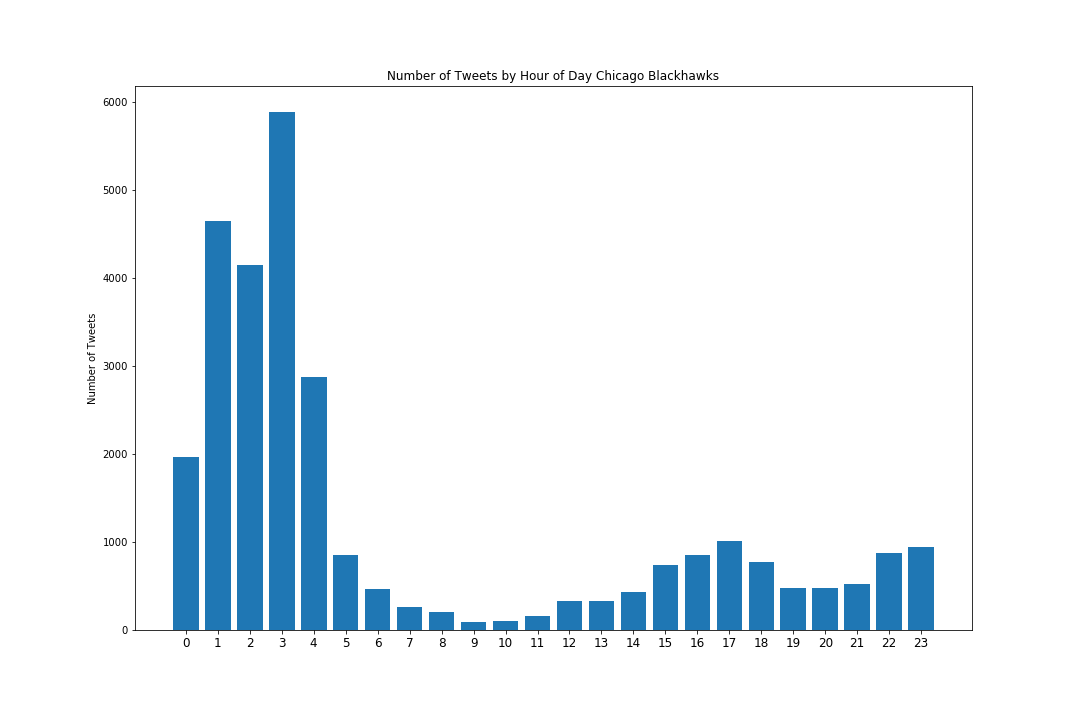 Number of Tweets by Hour of Day Chicago Blackhawks
6000
5000
4000
3000
2000
1000
0
Number of Tweets
0 1 2 3 4 5 6 7 8 9 10 11 12 13 14 15 16 17 18 19 20 21 22 23